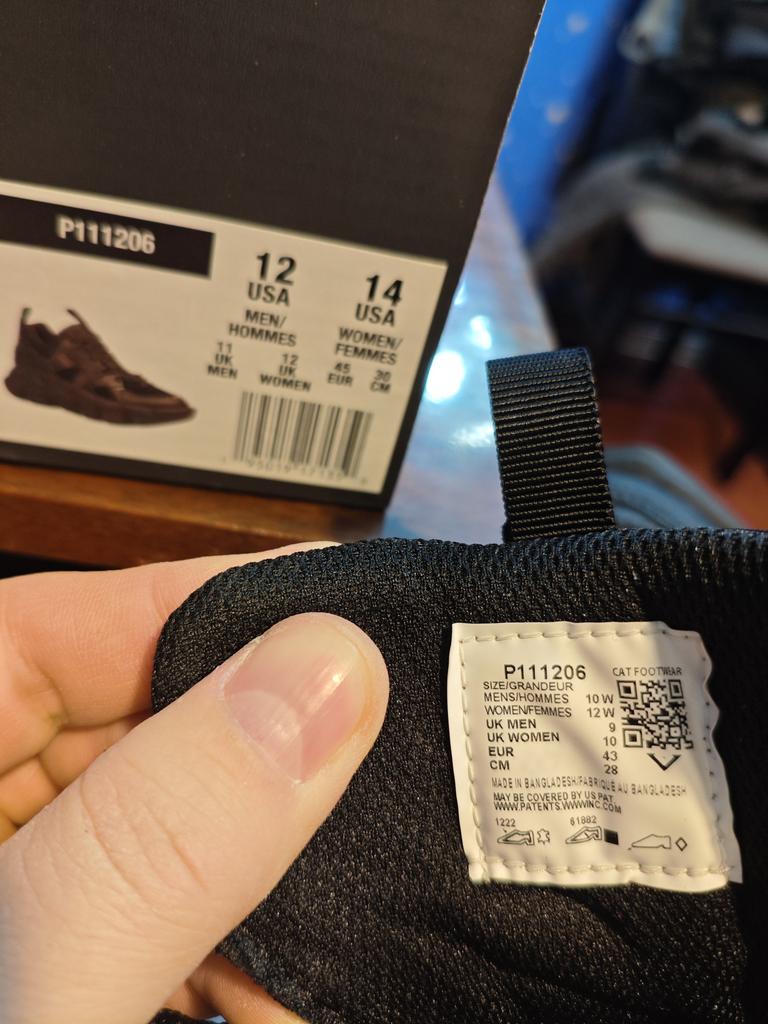 P111206
12
USA
MEN/
HOMMES
14
USA
WOMEN/
FEMMES
11
UK
MEN
12
UK
WOMEN
45
EUR
30
CM
P111206
CAT FOOTWEAR
SIZE/GRANDEUR
MENS/HOMMES 10 W
WOMEN/FEMMES 12 W
UK MEN 9
UK WOMEN 10
EUR 43
CM 28
MADE IN BANGLADESH/FABRIQUÉ AU BANGLADESH
MAY BE COVERED BY US PAT
WWW.PATENTS.WWWINC.COM
1222 61882